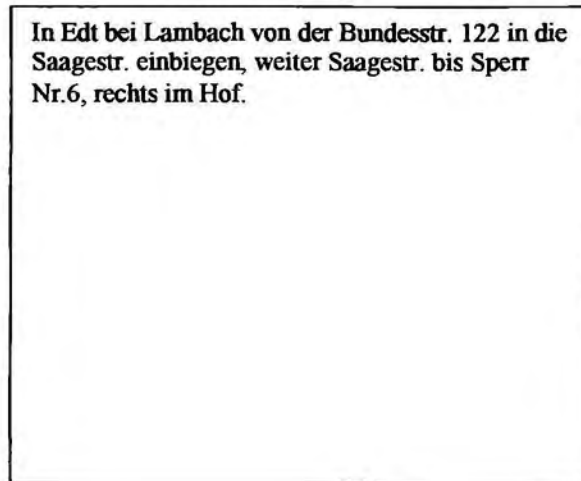 In Edt bei Lambach von der Bundesstr. 122 in die
Saagestr. einbiegen, weiter Saagestr. bis Sperr
Nr.6, rechts im Hof.